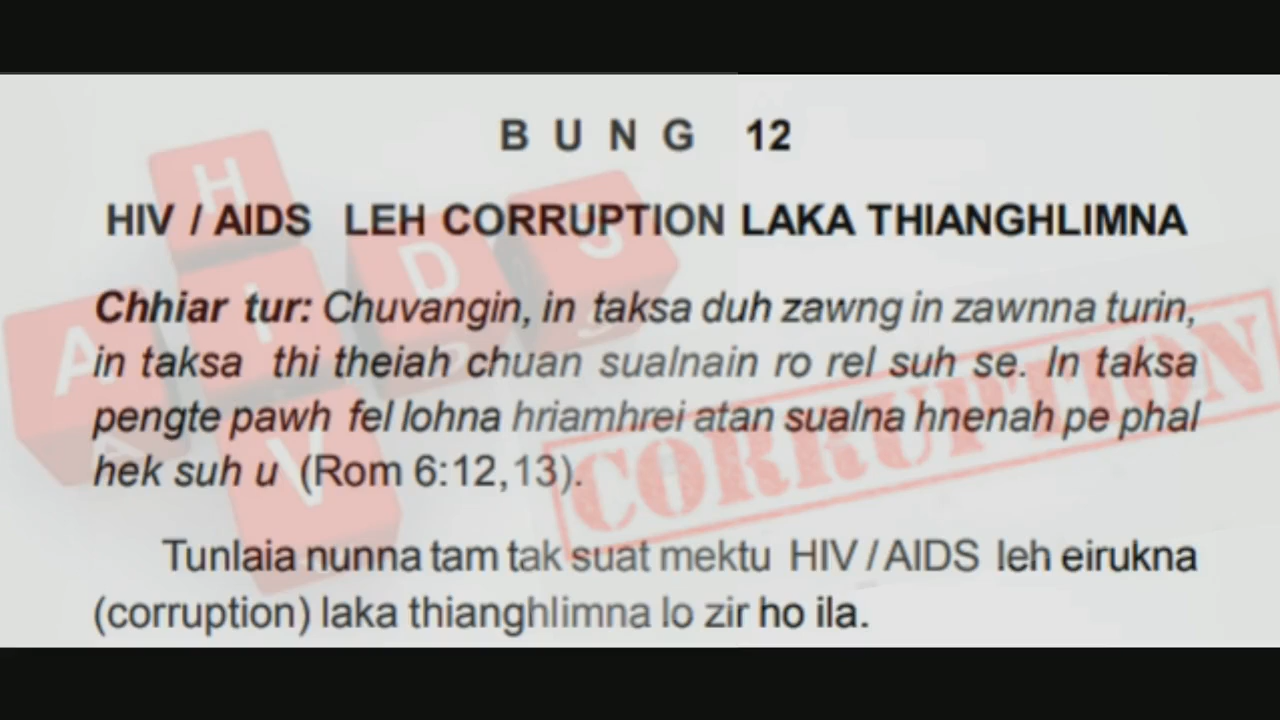 BUNG 12
HIV / AIDS LEH CORRUPTION LAKA THIANGHLIMNA
Chhiar tur: Chuvangin, in taksa duh zawng in zawnna turin,
in taksa thi theiah chuan sualnain ro rel suh se. In taksa
pengte pawh fel lohna hriamhrei atan sualna hnenah pe phal
hek suh u (Rom 6:12,13).
Tunlaia nunna tam tak suat mektu HIV / AIDS leh eirukna
(corruption) laka thianghlimna lo zir ho ila.
H
A I D S
V
CORRUPTION